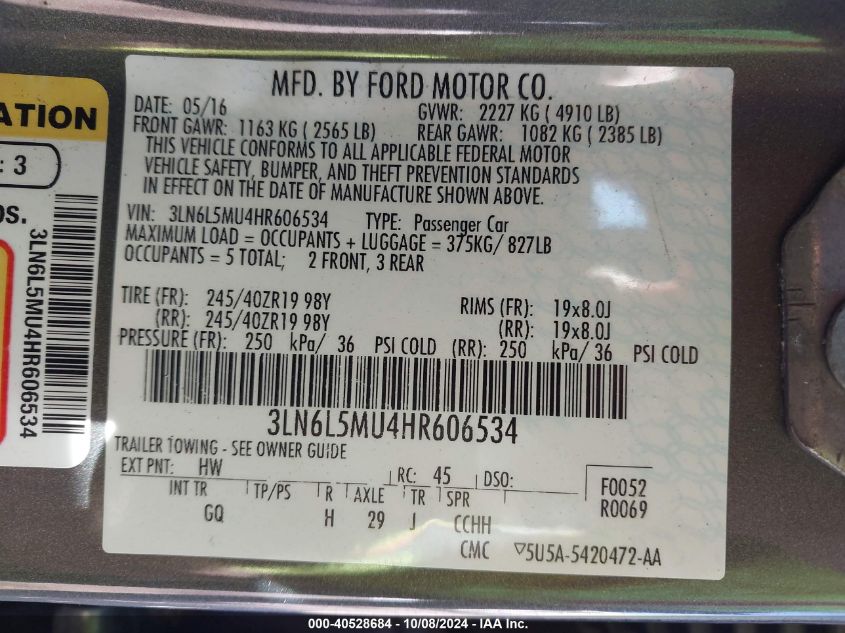 MFD. BY FORD MOTOR CO.
DATE: 05/16 GVWR: 2227 KG ( 4910 LB)
FRONT GAWR: 1163 KG ( 2565 LB) REAR GAWR: 1082 KG ( 2385 LB)
THIS VEHICLE CONFORMS TO ALL APPLICABLE FEDERAL MOTOR
VEHICLE SAFETY, BUMPER, AND THEFT PREVENTION STANDARDS
IN EFFECT ON THE DATE OF MANUFACTURE SHOWN ABOVE.
VIN: 3LN6L5MU4HR606534 TYPE: Passenger Car
MAXIMUM LOAD = OCCUPANTS + LUGGAGE = 375KG/ 827LB
OCCUPANTS = 5 TOTAL; 2 FRONT, 3 REAR
TIRE (FR): 245/40ZR19 98Y RIMS (FR): 19x8.0J
(RR): 245/40ZR19 98Y (RR): 19x8.0J
PRESSURE (FR): 250 kPa/ 36 PSI COLD (RR): 250 kPa/ 36 PSI COLD
3LN6L5MU4HR606534
TRAILER TOWING - SEE OWNER GUIDE
EXT PNT: HW RC: 45 DSO:
INT TR TP/PS R AXLE TR SPR F0052
GQ H 29 J CCHH R0069
CMC ▽5U5A-5420472-AA
ATION
: 3
os.
3LN6L5MU4HR606534
000-40528684 - 10/08/2024 - IAA Inc.